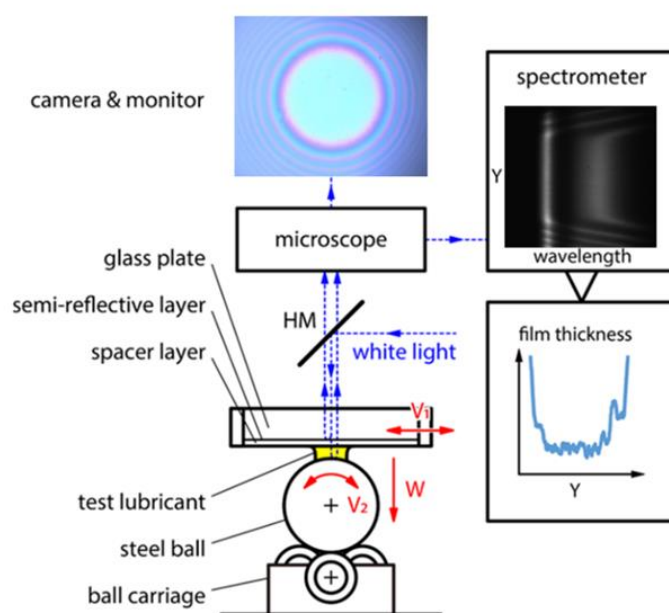 camera & monitor
spectrometer
Y
wavelength
microscope
glass plate
semi-reflective layer
spacer layer
HM
white light
film thickness
Y
V₁
test lubricant
V₂
W
steel ball
ball carriage